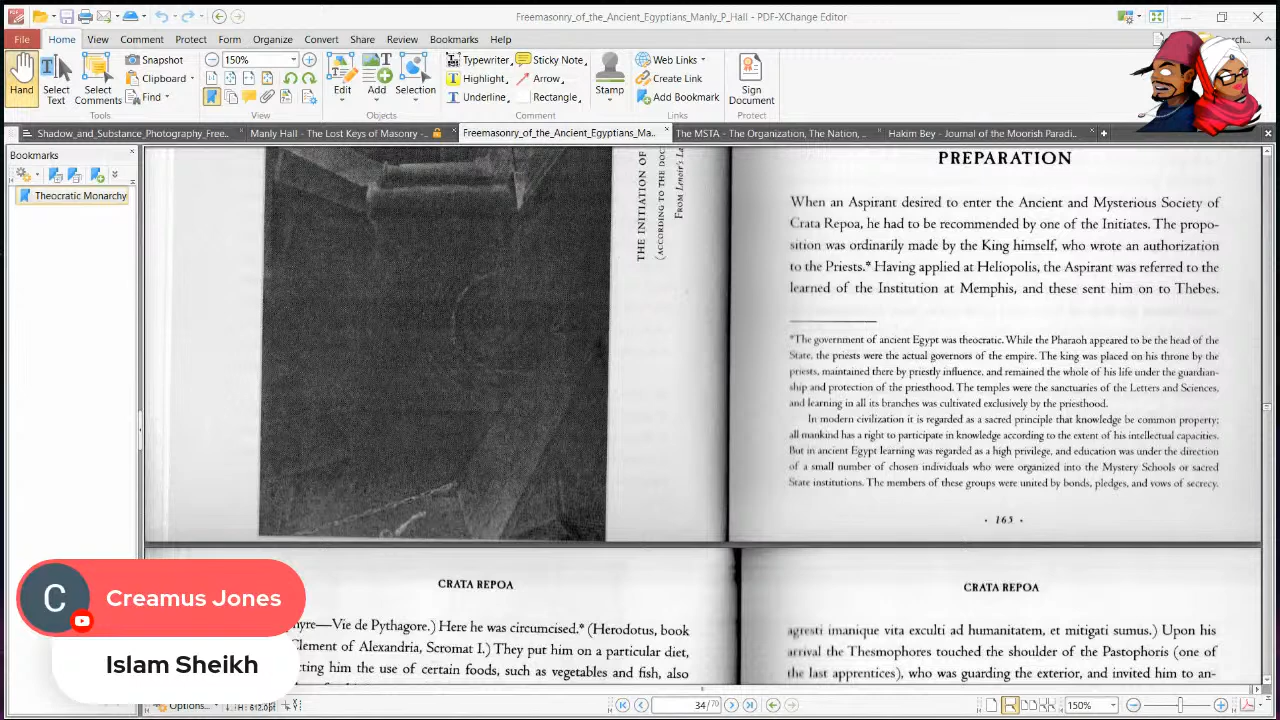 Freemasonry_of_the_Ancient_Egyptians_Manly_P_Hall - PDF-XChange Editor
File
Home
View
Comment
Protect
Form
Organize
Convert
Share
Review
Bookmarks
Help
Hand
Select Text
Select Comments
Snapshot
Clipboard
Find
Tools
150%
View
Edit
Add
Selection
Objects
Typewriter
Highlight
Underline
Sticky Note
Arrow
Rectangle
Stamp
Comment
Web Links
Create Link
Add Bookmark
Links
Sign Document
Protect
Shadow_and_Substance_Photography_Free...
Manly Hall - The Lost Keys of Masonry -
Freemasonry_of_the_Ancient_Egyptians_Ma...
The MSTA - The Organization, The Nation,
Hakim Bey - Journal of the Moorish Paradi...
Bookmarks
Theocratic Monarchy
THE INITIATION OF
(ACCORDING TO THE DOC
From Lenoir's La
PREPARATION
When an Aspirant desired to enter the Ancient and Mysterious Society of
Crata Repoa, he had to be recommended by one of the Initiates. The propo-
sition was ordinarily made by the King himself, who wrote an authorization
to the Priests.* Having applied at Heliopolis, the Aspirant was referred to the
learned of the Institution at Memphis, and these sent him on to Thebes.
*The government of ancient Egypt was theocratic. While the Pharaoh appeared to be the head of the
State, the priests were the actual governors of the empire. The king was placed on his throne by the
priests, maintained there by priestly influence, and remained the whole of his life under the guardian-
ship and protection of the priesthood. The temples were the sanctuaries of the Letters and Sciences,
and learning in all its branches was cultivated exclusively by the priesthood.
In modern civilization it is regarded as a sacred principle that knowledge be common property;
all mankind has a right to participate in knowledge according to the extent of his intellectual capacities.
But in ancient Egypt learning was regarded as a high privilege, and education was under the direction
of a small number of chosen individuals who were organized into the Mystery Schools or sacred
State institutions. The members of these groups were united by bonds, pledges, and vows of secrecy.
· 163 ·
CRATA REPOA
hyre—Vie de Pythagore.) Here he was circumcised.* (Herodotus, book
Clement of Alexandria, Scromat I.) They put him on a particular diet,
tting him the use of certain foods, such as vegetables and fish, also
CRATA REPOA
agresti imanique vita exculti ad humanitatem, et mitigati sumus.) Upon his
arrival the Thesmophores touched the shoulder of the Pastophoris (one of
the last apprentices), who was guarding the exterior, and invited him to an-
C
Creamus Jones
Islam Sheikh
Options...
34 / 70
150%